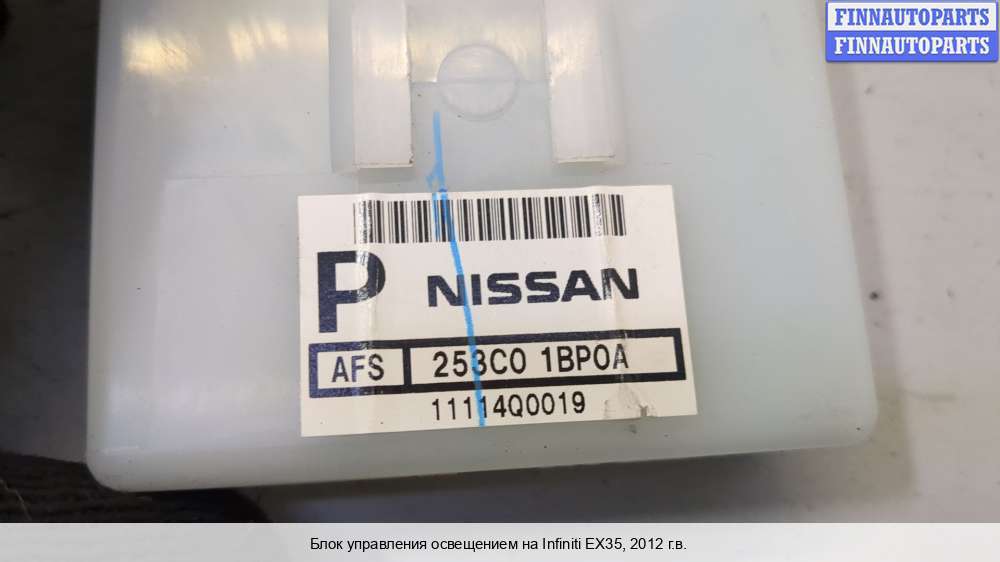 FINNAUTOPARTS
FINNAUTOPARTS
P NISSAN
AFS 253C0 1BP0A
11114Q0019
Блок управления освещением на Infiniti EX35, 2012 г.в.